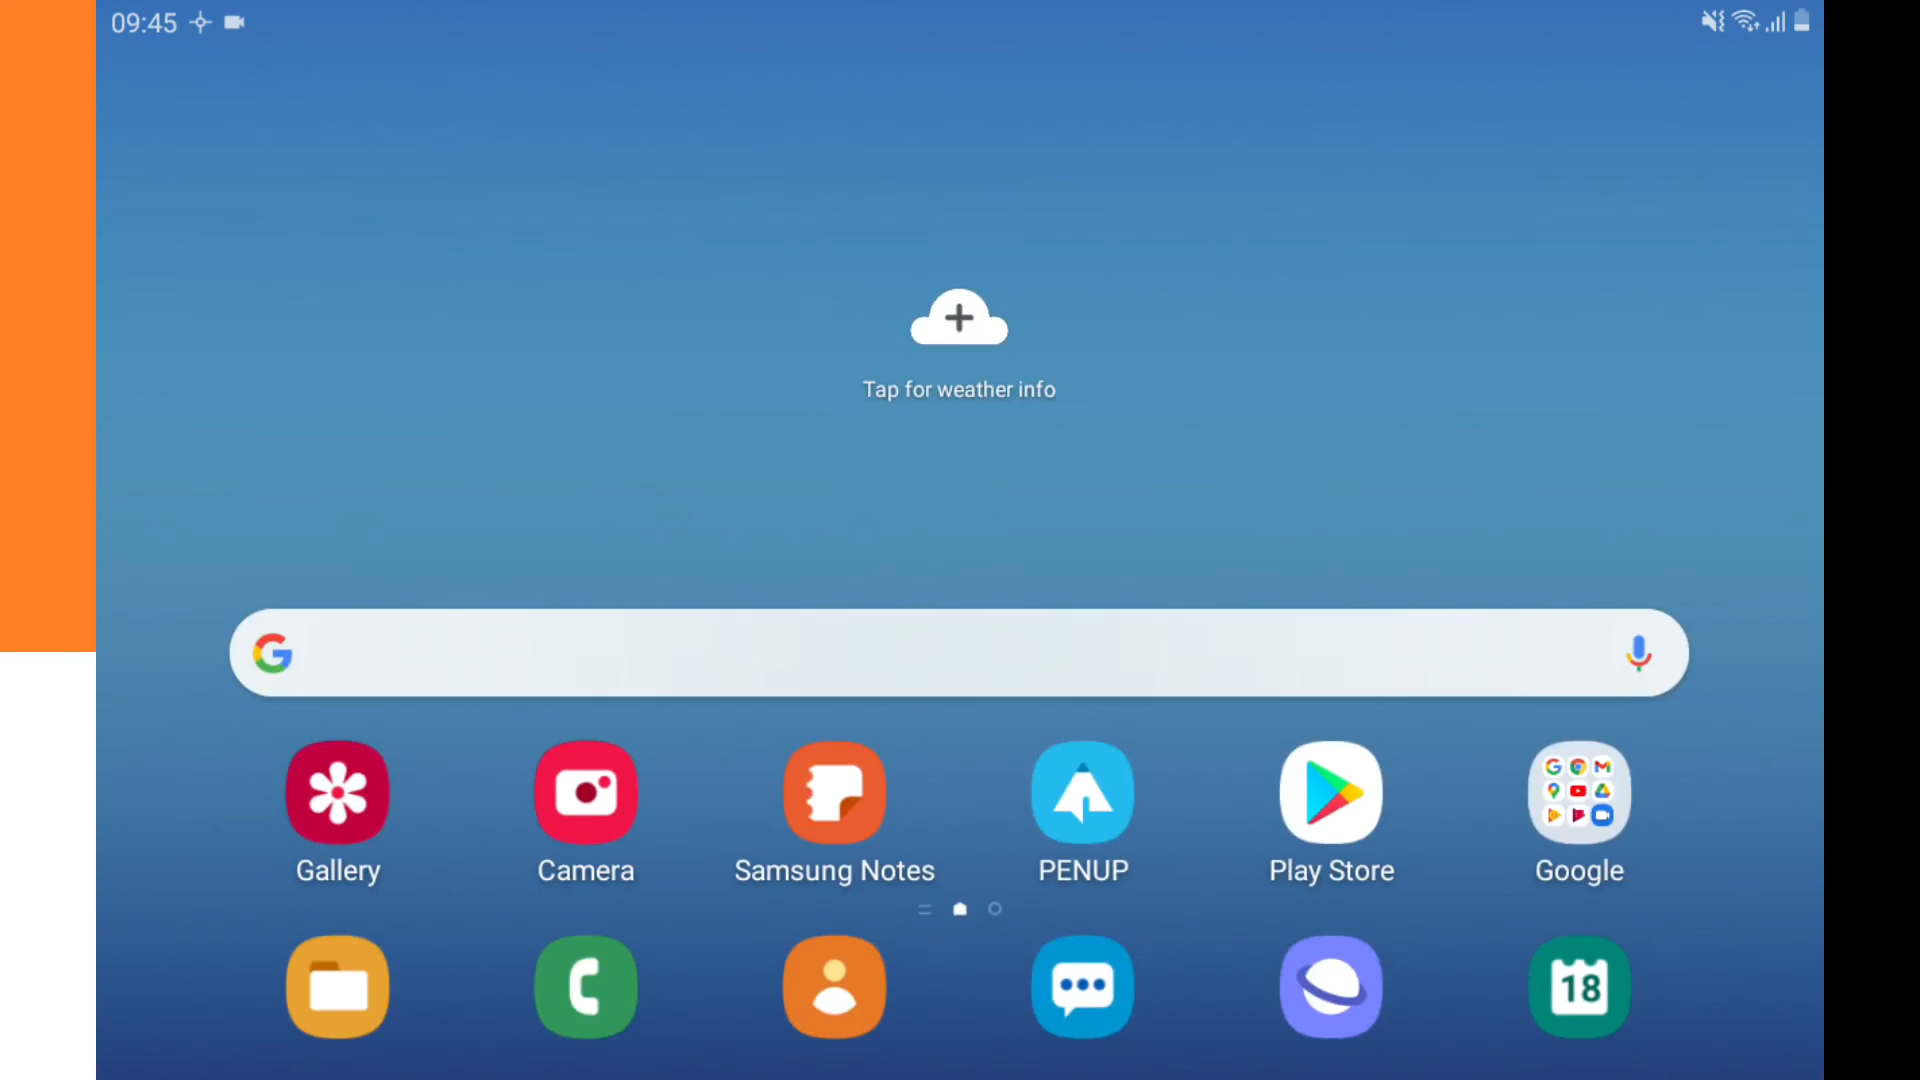 09:45
Tap for weather info
Gallery
Camera
Samsung Notes
PENUP
Play Store
Google
18